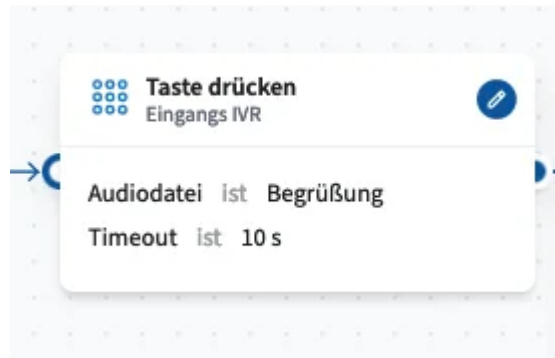 Taste drücken
Eingangs IVR
Audiodatei ist Begrüßung
Timeout ist 10 s